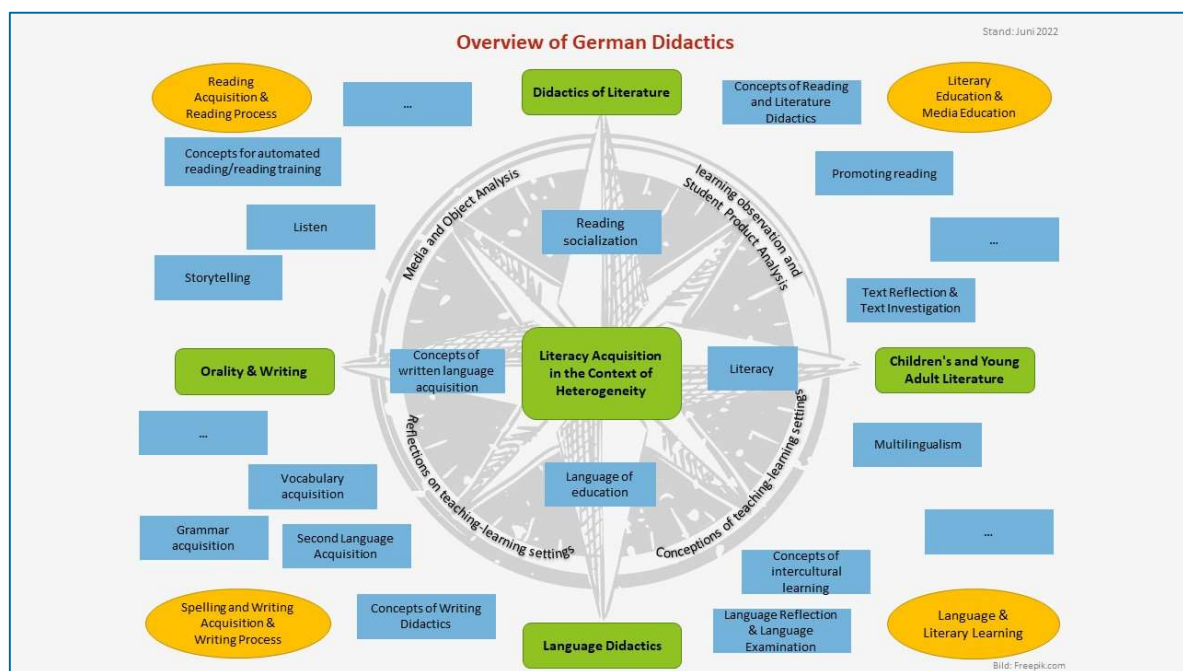 Stand: Juni 2022
Overview of German Didactics
Reading
Acquisition &
Reading Process
...
Didactics of Literature
Concepts of Reading
and Literature
Didactics
Literary
Education &
Media Education
Concepts for automated
reading/reading training
Promoting reading
Media and Object Analysis
learning observation and
Student Product Analysis
Listen
Reading
socialization
...
Storytelling
Text Reflection &
Text Investigation
Orality & Writing
Concepts of
written language
acquisition
Literacy Acquisition
in the Context of
Heterogeneity
Literacy
Children's and Young
Adult Literature
...
Multilingualism
Reflections on teaching-learning settings
Conceptions of teaching-learning settings
Vocabulary
acquisition
Language of
education
Grammar
acquisition
Second Language
Acquisition
...
Concepts of
intercultural
learning
Spelling and Writing
Acquisition &
Writing Process
Concepts of Writing
Didactics
Language Didactics
Language Reflection
& Language
Examination
Language &
Literary Learning
Bild: Freepik.com